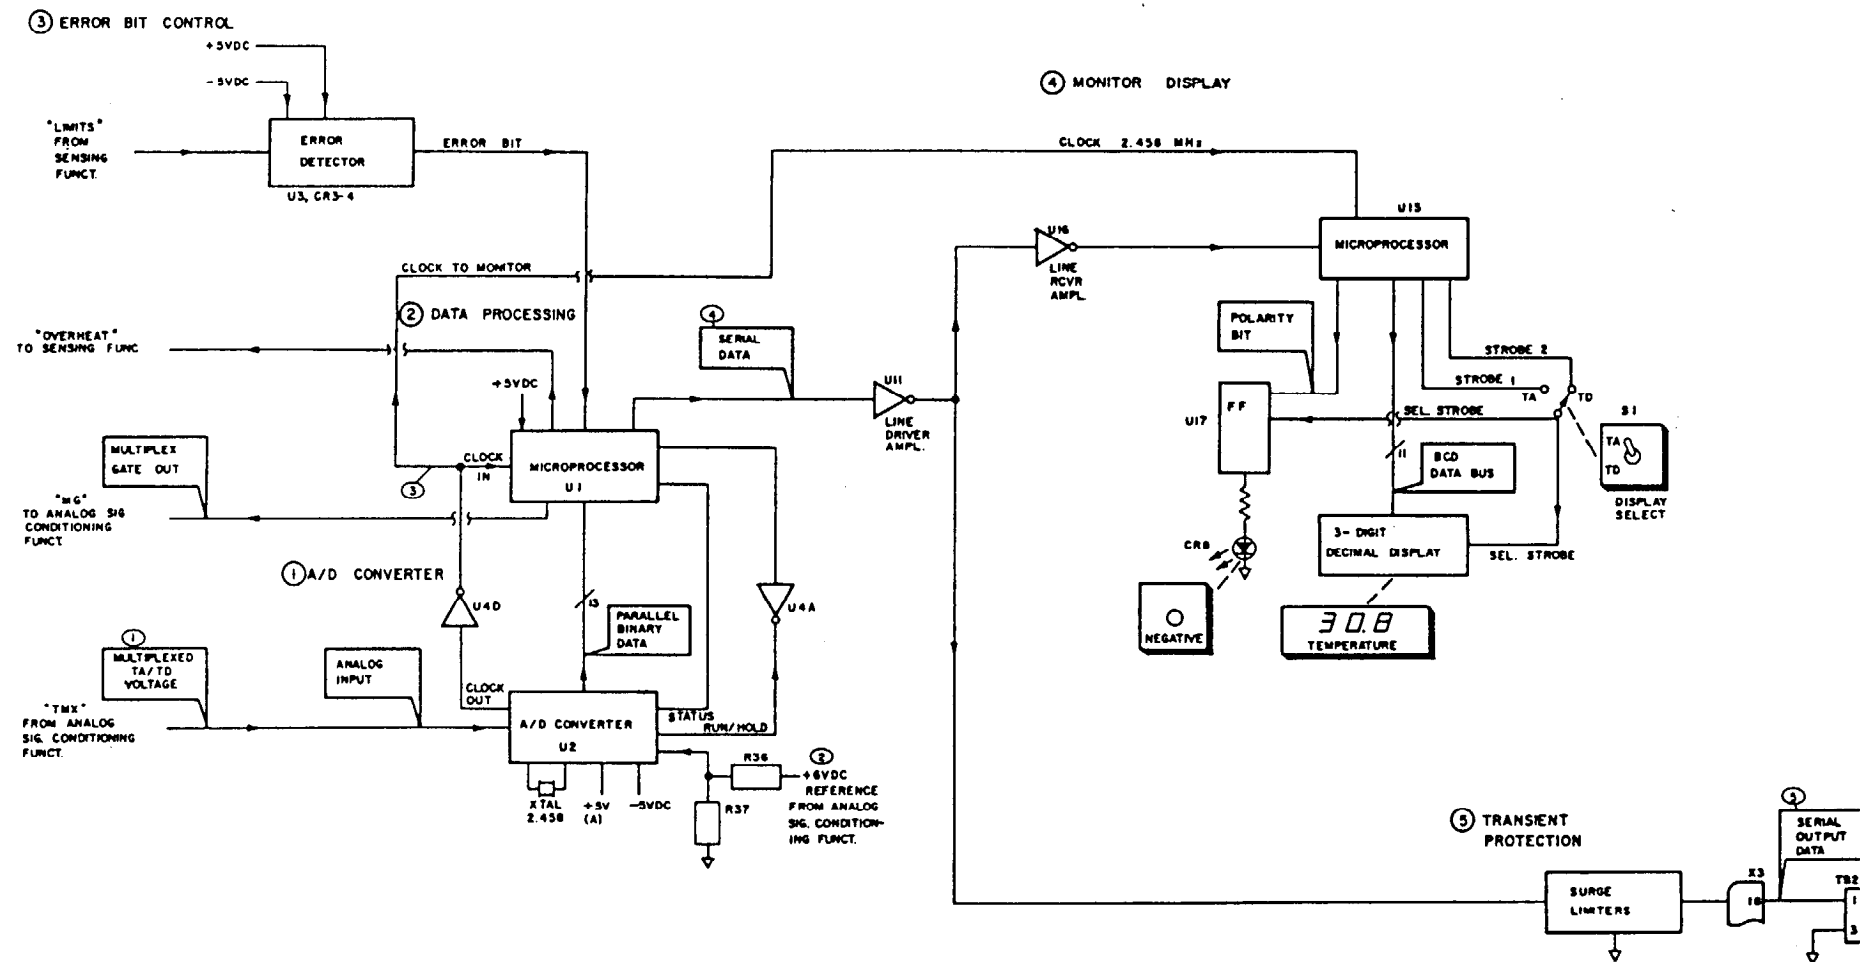 3 ERROR BIT CONTROL
+5VDC
-5VDC
"LIMITS"
FROM
SENSING
FUNCT.
ERROR
DETECTOR
U3, CR3-4
ERROR BIT
4 MONITOR DISPLAY
CLOCK 2.458 MHz
CLOCK TO MONITOR
2 DATA PROCESSING
"OVERHEAT"
TO SENSING FUNC
+5VDC
4
SERIAL
DATA
U11
LINE
DRIVER
AMPL.
U16
LINE
RCVR
AMPL.
U15
MICROPROCESSOR
POLARITY
BIT
STROBE 2
STROBE 1
TA
TD
SEL. STROBE
FF
U17
S1
TA
TD
DISPLAY
SELECT
11
BCD
DATA BUS
3-DIGIT
DECIMAL DISPLAY
SEL. STROBE
CR8
NEGATIVE
30.8
TEMPERATURE
MULTIPLEX
GATE OUT
"MG"
TO ANALOG SIG
CONDITIONING
FUNCT.
3
CLOCK
IN
MICROPROCESSOR
U1
1 A/D CONVERTER
U4D
13
U4A
PARALLEL
BINARY
DATA
1
MULTIPLEXED
TA/TD
VOLTAGE
ANALOG
INPUT
"TMX"
FROM ANALOG
SIG. CONDITIONING
FUNCT.
CLOCK
OUT
A/D CONVERTER
U2
STATUS
RUN/HOLD
XTAL
2.458
+5V
(A)
-5VDC
R36
R37
2
+6VDC
REFERENCE
FROM ANALOG
SIG. CONDITION-
ING FUNCT.
5 TRANSIENT
PROTECTION
SURGE
LIMITERS
X3
18
5
SERIAL
OUTPUT
DATA
TB2
1
3